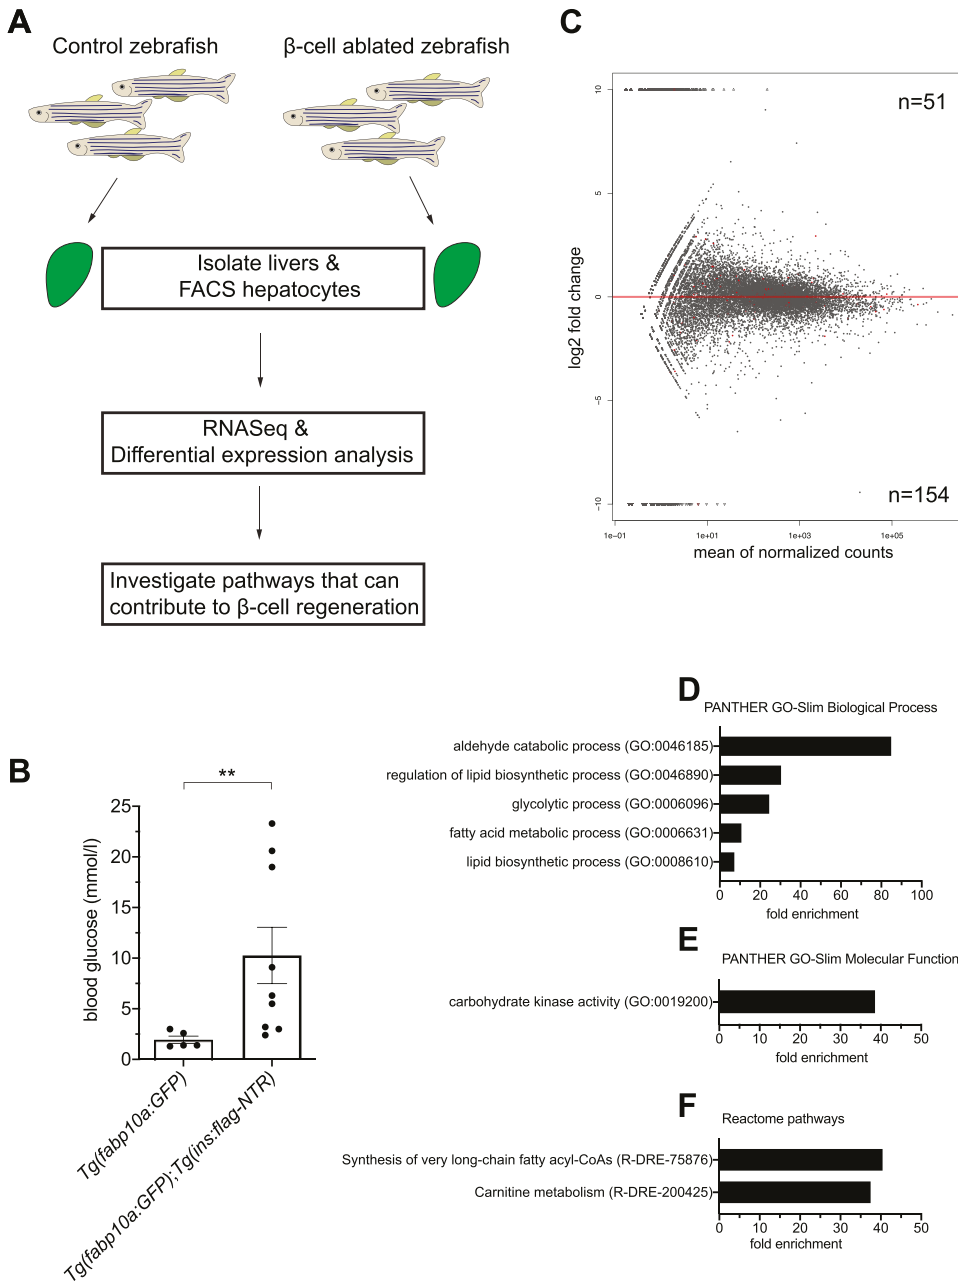 A
Control zebrafish
β-cell ablated zebrafish
Isolate livers &
FACS hepatocytes
RNASeq &
Differential expression analysis
Investigate pathways that can
contribute to β-cell regeneration
C
n=51
n=154
log2 fold change
10
5
0
−5
−10
1e−01
1e+01
1e+03
1e+05
mean of normalized counts
B
**
blood glucose (mmol/l)
25
20
15
10
5
0
Tg(fabp10a:GFP)
Tg(fabp10a:GFP);Tg(ins:flag-NTR)
D
PANTHER GO-Slim Biological Process
aldehyde catabolic process (GO:0046185)
regulation of lipid biosynthetic process (GO:0046890)
glycolytic process (GO:0006096)
fatty acid metabolic process (GO:0006631)
lipid biosynthetic process (GO:0008610)
0 20 40 60 80 100
fold enrichment
E
PANTHER GO-Slim Molecular Function
carbohydrate kinase activity (GO:0019200)
0 10 20 30 40 50
fold enrichment
F
Reactome pathways
Synthesis of very long-chain fatty acyl-CoAs (R-DRE-75876)
Carnitine metabolism (R-DRE-200425)
0 10 20 30 40 50
fold enrichment